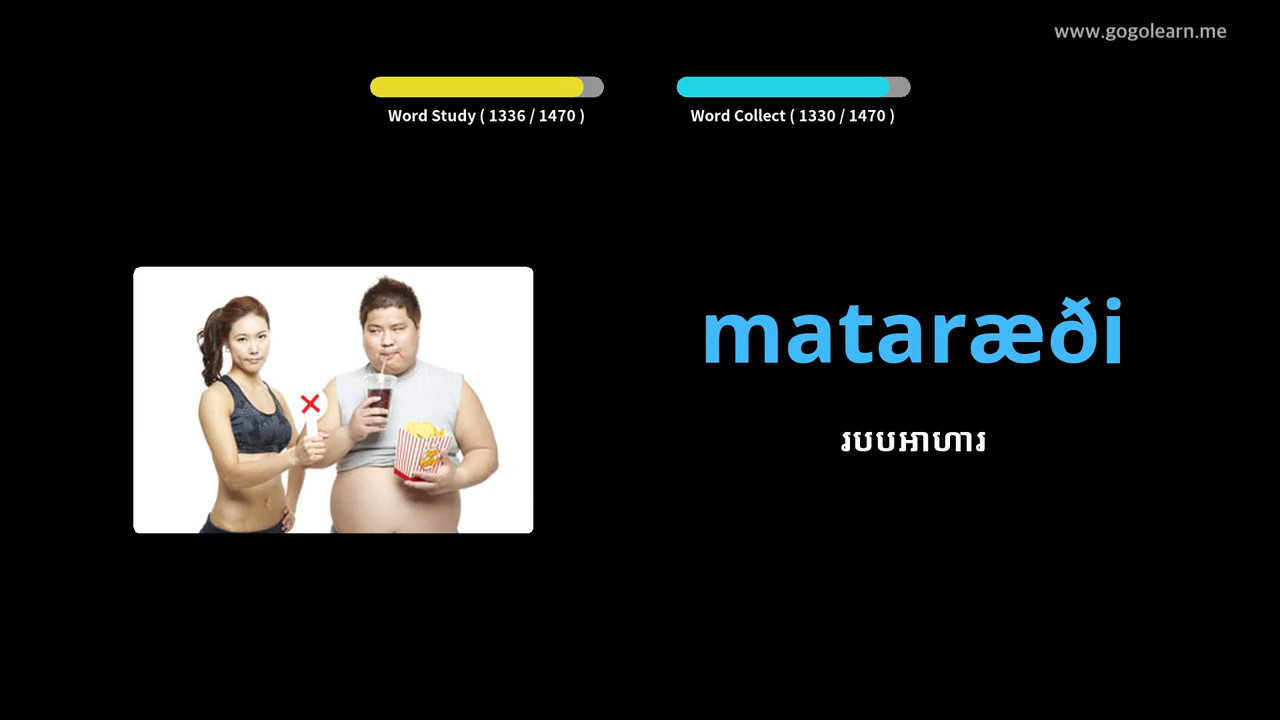 www.gogolearn.me
Word Study ( 1336 / 1470 )
Word Collect ( 1330 / 1470 )
mataræði
របបអាហារ